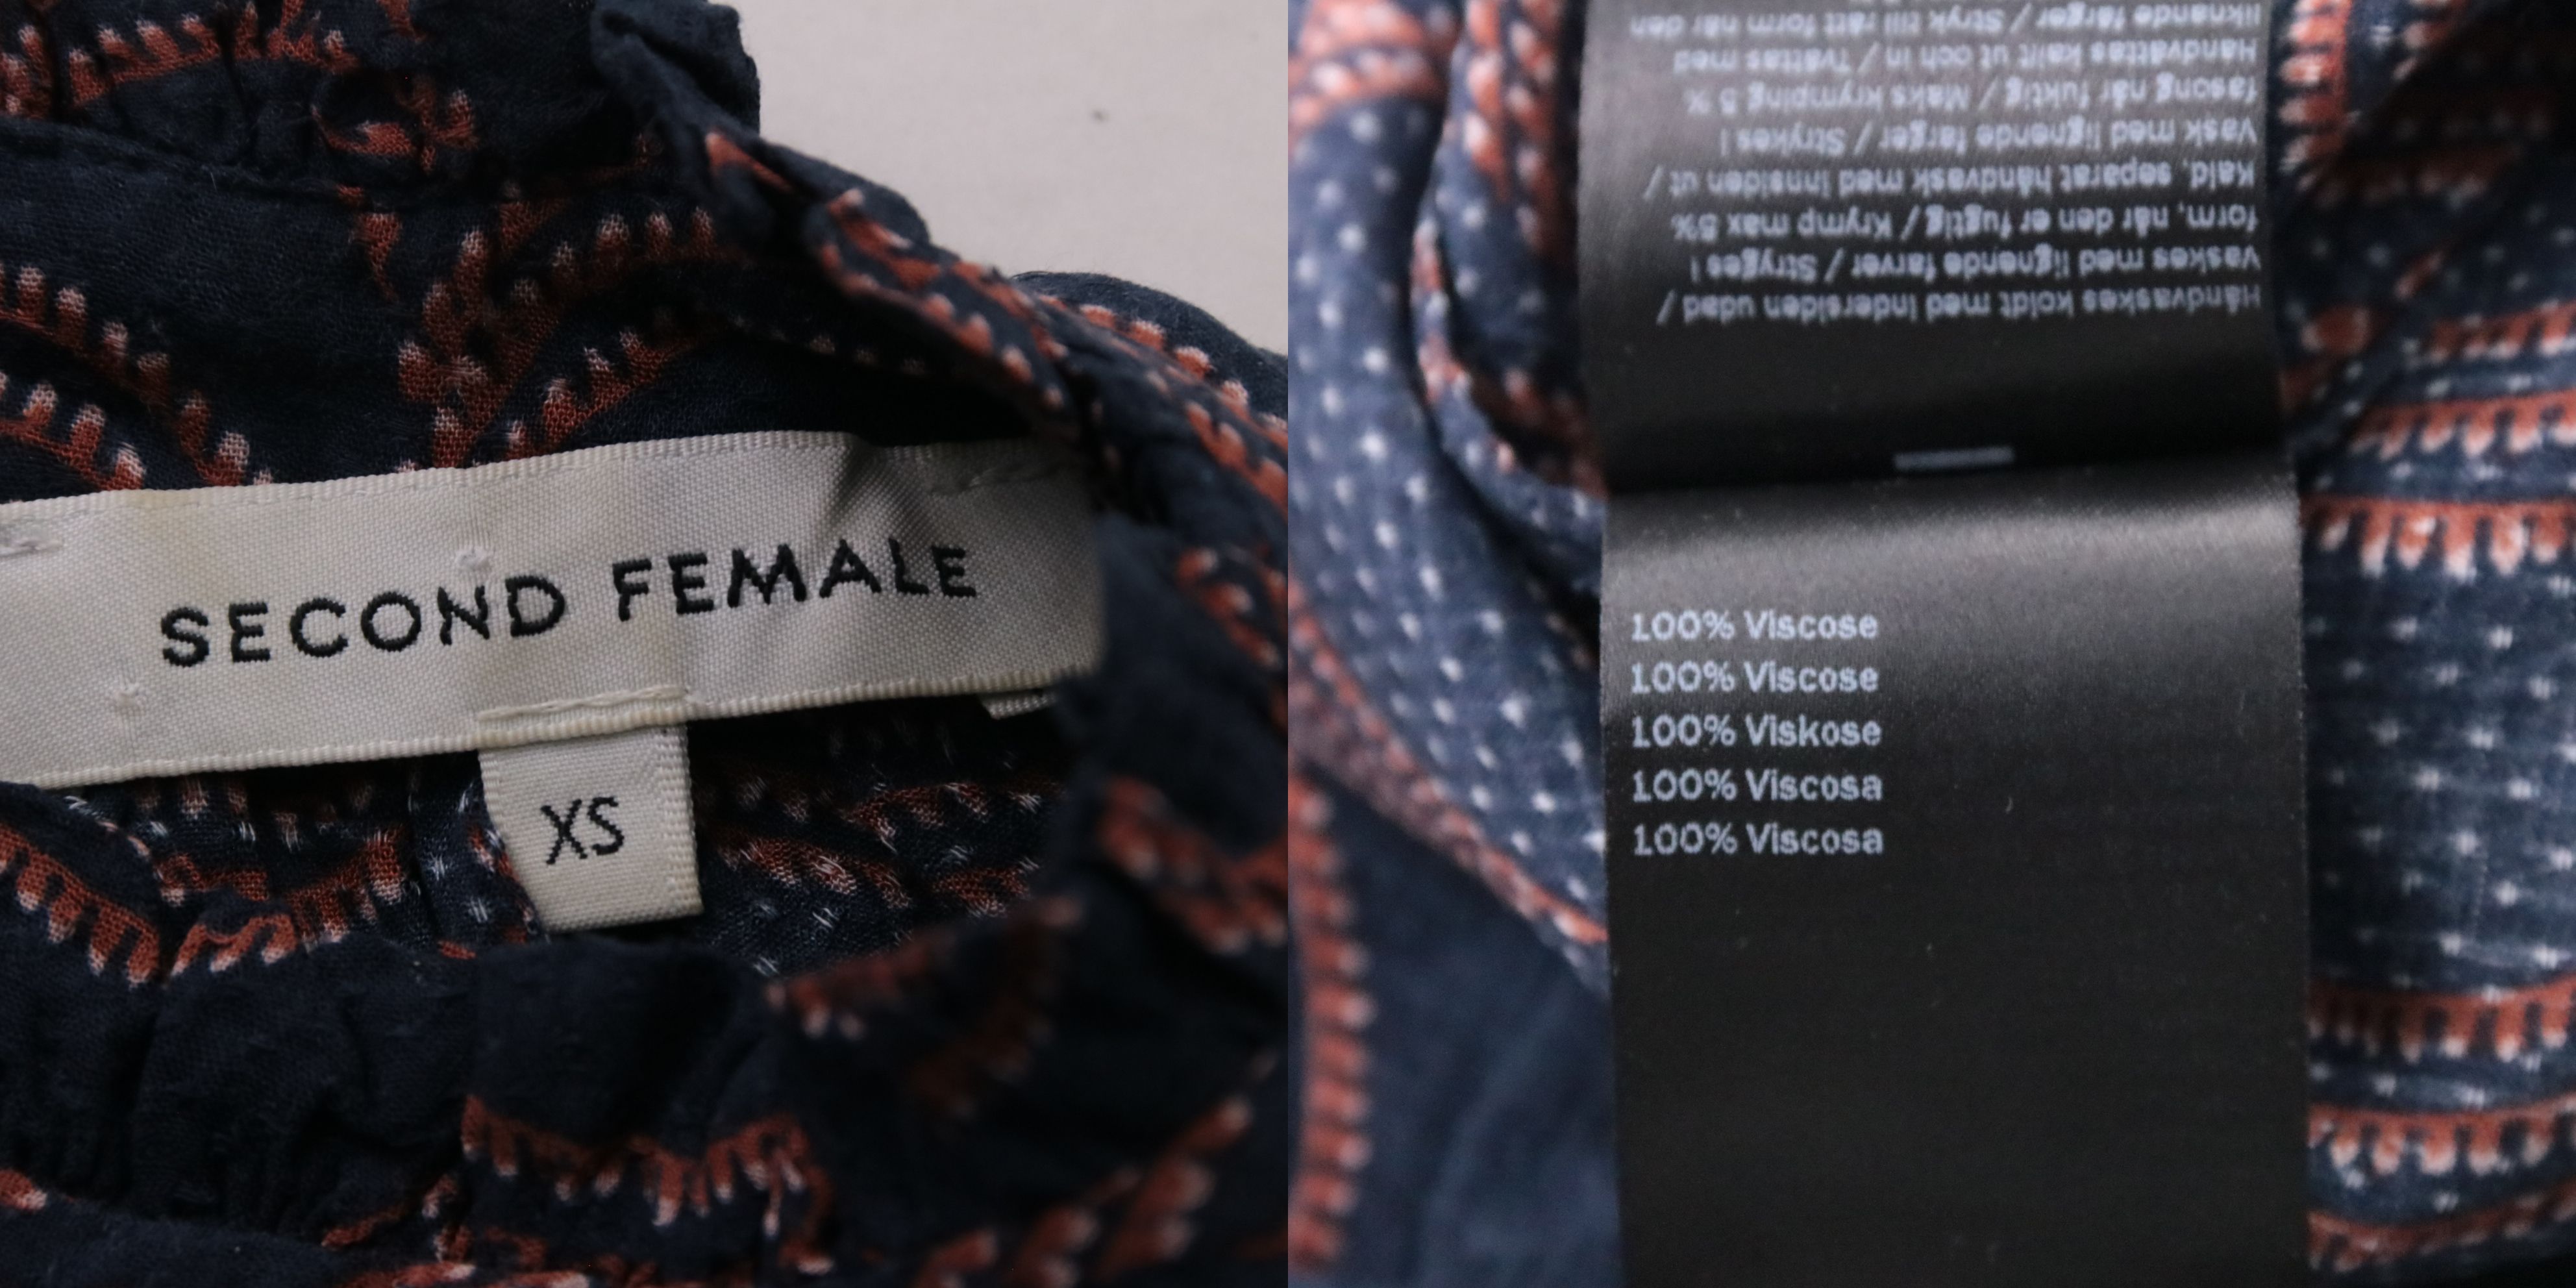 SECOND FEMALE
XS
Håndvaskes koldt med indersiden udad /
Vaskes med lignende farver / Stryges i
form, når den er fugtig / Krymp max 5%
Kald, separat håndvask med innsiden ut /
Vask med lignende farger / Strykes i
fasong når fuktig / Maks krymping 5 %
Handtvättas kallt ut och in / Tvättas med
liknande färger / Stryk till rätt form när den
100% Viscose
100% Viscose
100% Viskose
100% Viscosa
100% Viscosa